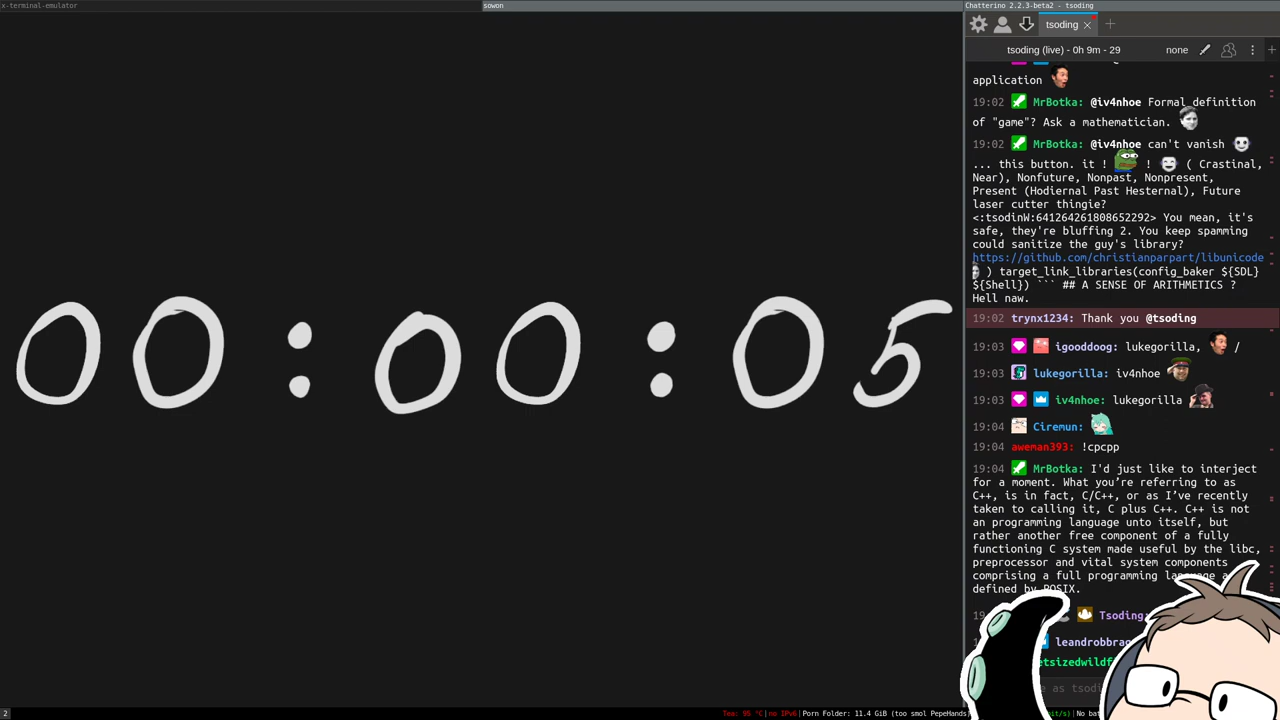 x-terminal-emulator
sowon
Chatterino 2.2.3-beta2 - tsoding
tsoding
tsoding (live) - 0h 9m - 29
none
application
19:02 MrBotka: @iv4nhoe Formal definition
of "game"? Ask a mathematician.
19:02 MrBotka: @iv4nhoe can't vanish
... this button. it ! ! ( Crastinal,
Near), Nonfuture, Nonpast, Nonpresent,
Present (Hodiernal Past Hesternal), Future
laser cutter thingie?
<:tsodinW:641264261808652292> You mean, it's
safe, they're bluffing 2. You keep spamming
could sanitize the guy's library?
https://github.com/christianparpart/libunicode
) target_link_libraries(config_baker ${SDL}
${Shell}) ``` ## A SENSE OF ARITHMETICS ?
Hell naw.
19:02 trynx1234: Thank you @tsoding
19:03 igooddoog: lukegorilla, /
19:03 lukegorilla: iv4nhoe
19:03 iv4nhoe: lukegorilla
19:04 Ciremun:
19:04 aweman393: !cpcpp
19:04 MrBotka: I'd just like to interject
for a moment. What you're referring to as
C++, is in fact, C/C++, or as I've recently
taken to calling it, C plus C++. C++ is not
an programming language unto itself, but
rather another free component of a fully
functioning C system made useful by the libc,
preprocessor and vital system components
comprising a full programming language a
defined by POSIX.
Tsoding:
00:00:05
2
Tea: 95 °C|no IPv6|Porn Folder: 11.4 GiB (too smol PepeHands)
No bat